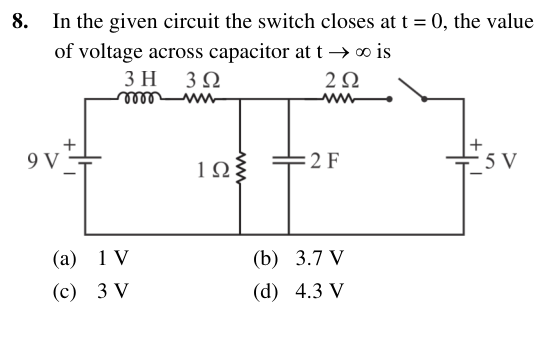 8. In the given circuit the switch closes at t = 0, the value
of voltage across capacitor at t → ∞ is
3 H 3 Ω 2 Ω
+ +
9 V 1 Ω 2 F 5 V
− −
(a) 1 V (b) 3.7 V
(c) 3 V (d) 4.3 V